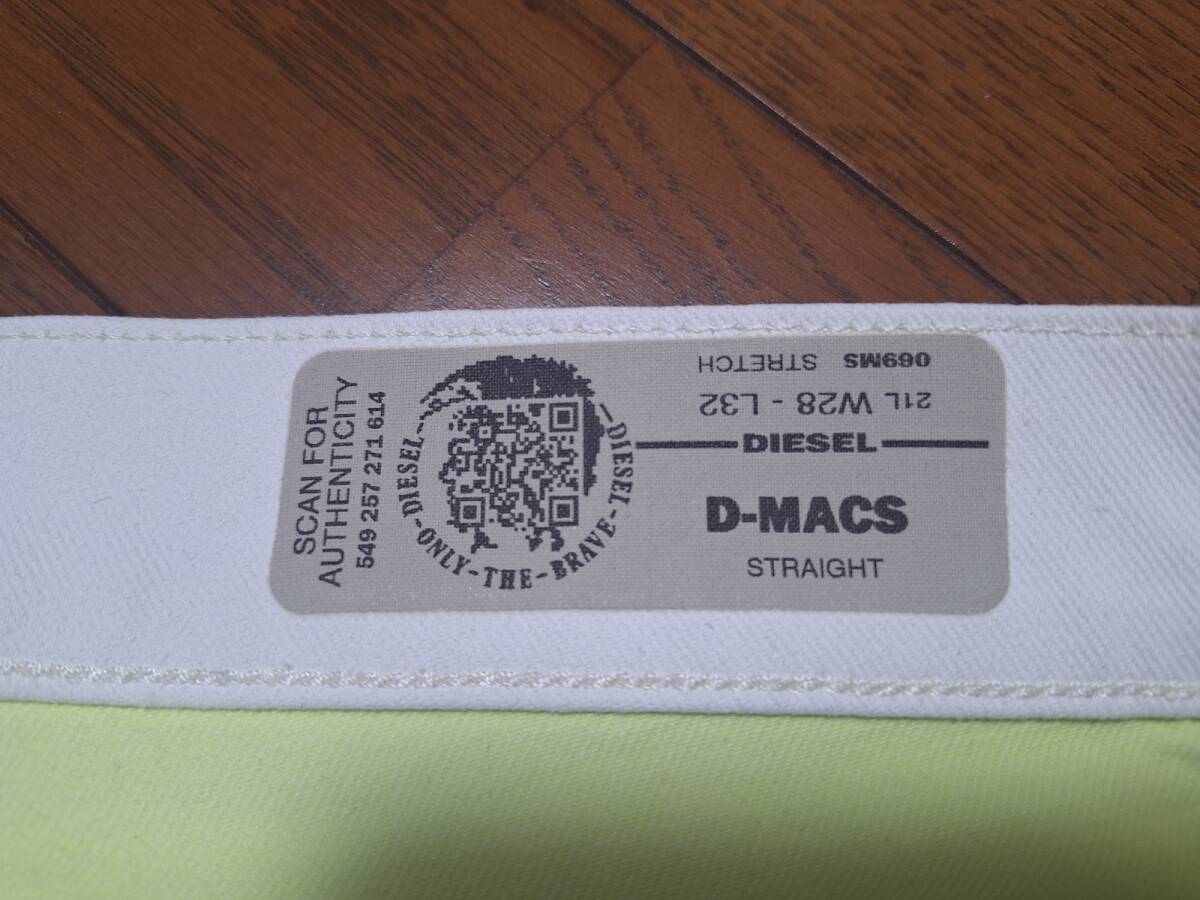 SCAN FOR
AUTHENTICITY
549 257 271 614
DIESEL-ONLY-THE-BRAVE-DIESEL
069MS STRETCH
21L W28 - L32
DIESEL
D-MACS
STRAIGHT